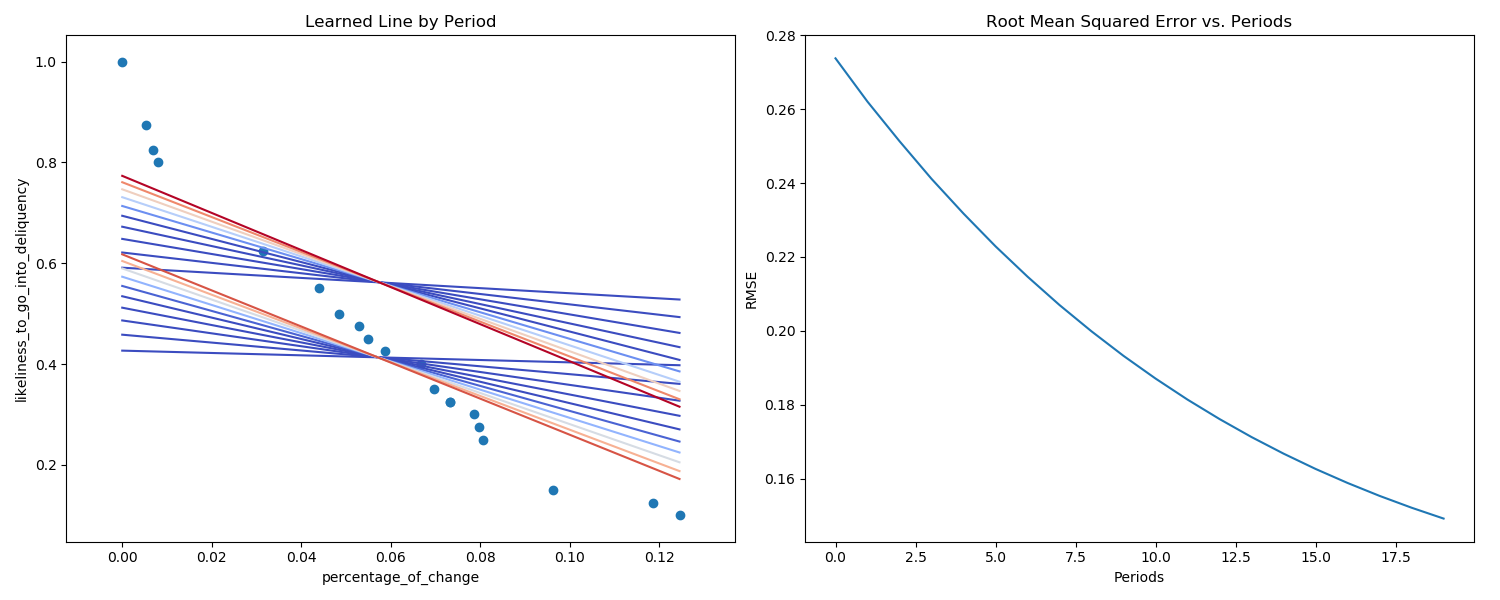 Learned Line by Period
1.0
0.8
0.6
0.4
0.2
likeliness_to_go_into_deliquency
0.00 0.02 0.04 0.06 0.08 0.10 0.12
percentage_of_change
Root Mean Squared Error vs. Periods
0.28
0.26
0.24
0.22
0.20
0.18
0.16
RMSE
0.0 2.5 5.0 7.5 10.0 12.5 15.0 17.5
Periods